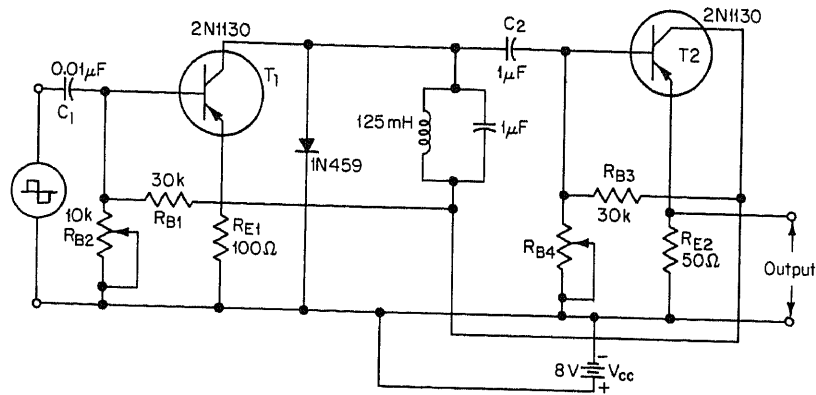 2N1130
2N1130
C2
T1
T2
0.01μF
1μF
C1
125mH
1μF
1N459
30k
RB3
RB1
30k
10k
RB2
RE1
100Ω
RB4
RE2
50Ω
Output
8V
Vcc
−
+